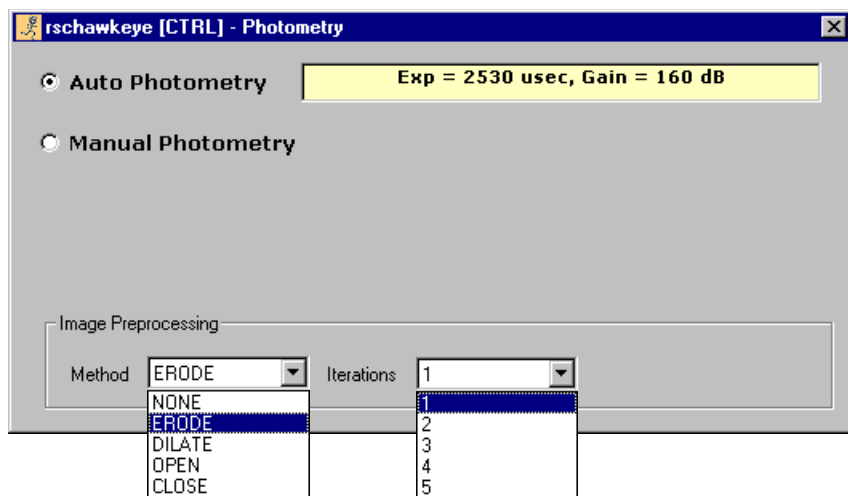 rschawkeye [CTRL] - Photometry
Auto Photometry
Exp = 2530 usec, Gain = 160 dB
Manual Photometry
Image Preprocessing
Method ERODE Iterations 1
NONE
ERODE
DILATE
OPEN
CLOSE
1
2
3
4
5